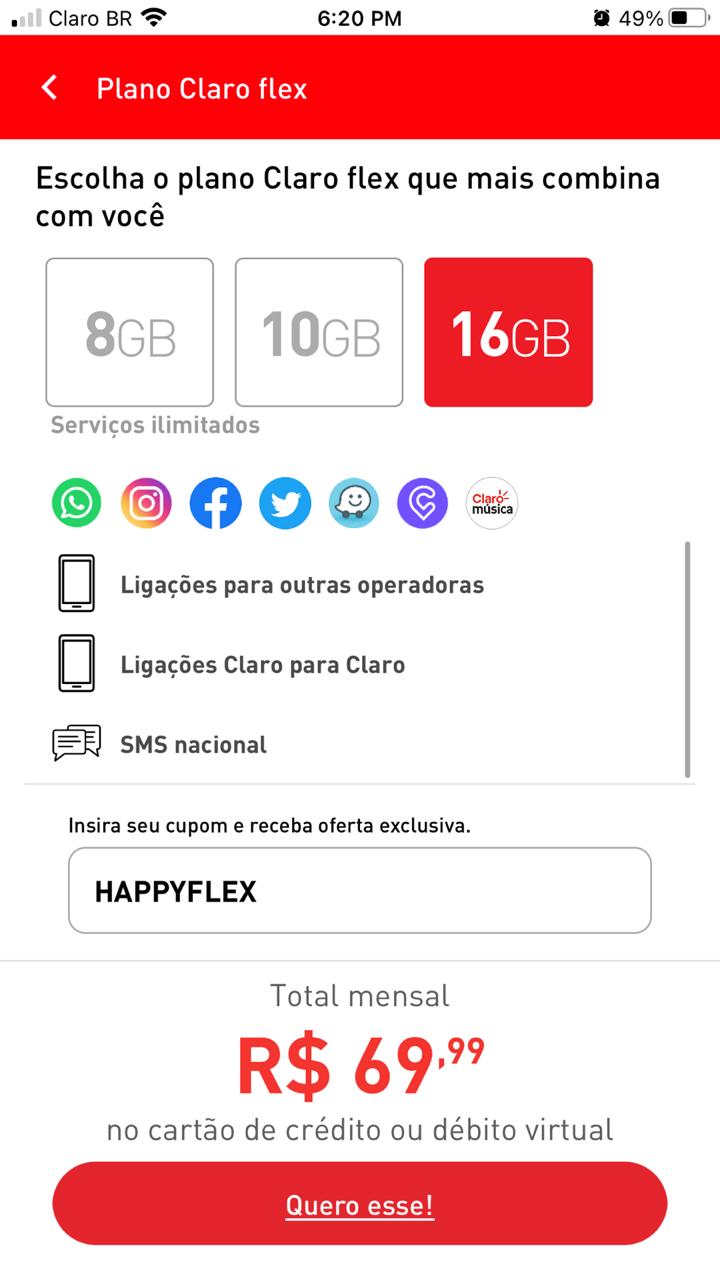 Claro BR 6:20 PM 49%
Plano Claro flex
Escolha o plano Claro flex que mais combina
com você
8GB 10GB 16GB
Serviços ilimitados
Claro
música
Ligações para outras operadoras
Ligações Claro para Claro
SMS nacional
Insira seu cupom e receba oferta exclusiva.
HAPPYFLEX
Total mensal
R$ 69,99
no cartão de crédito ou débito virtual
Quero esse!